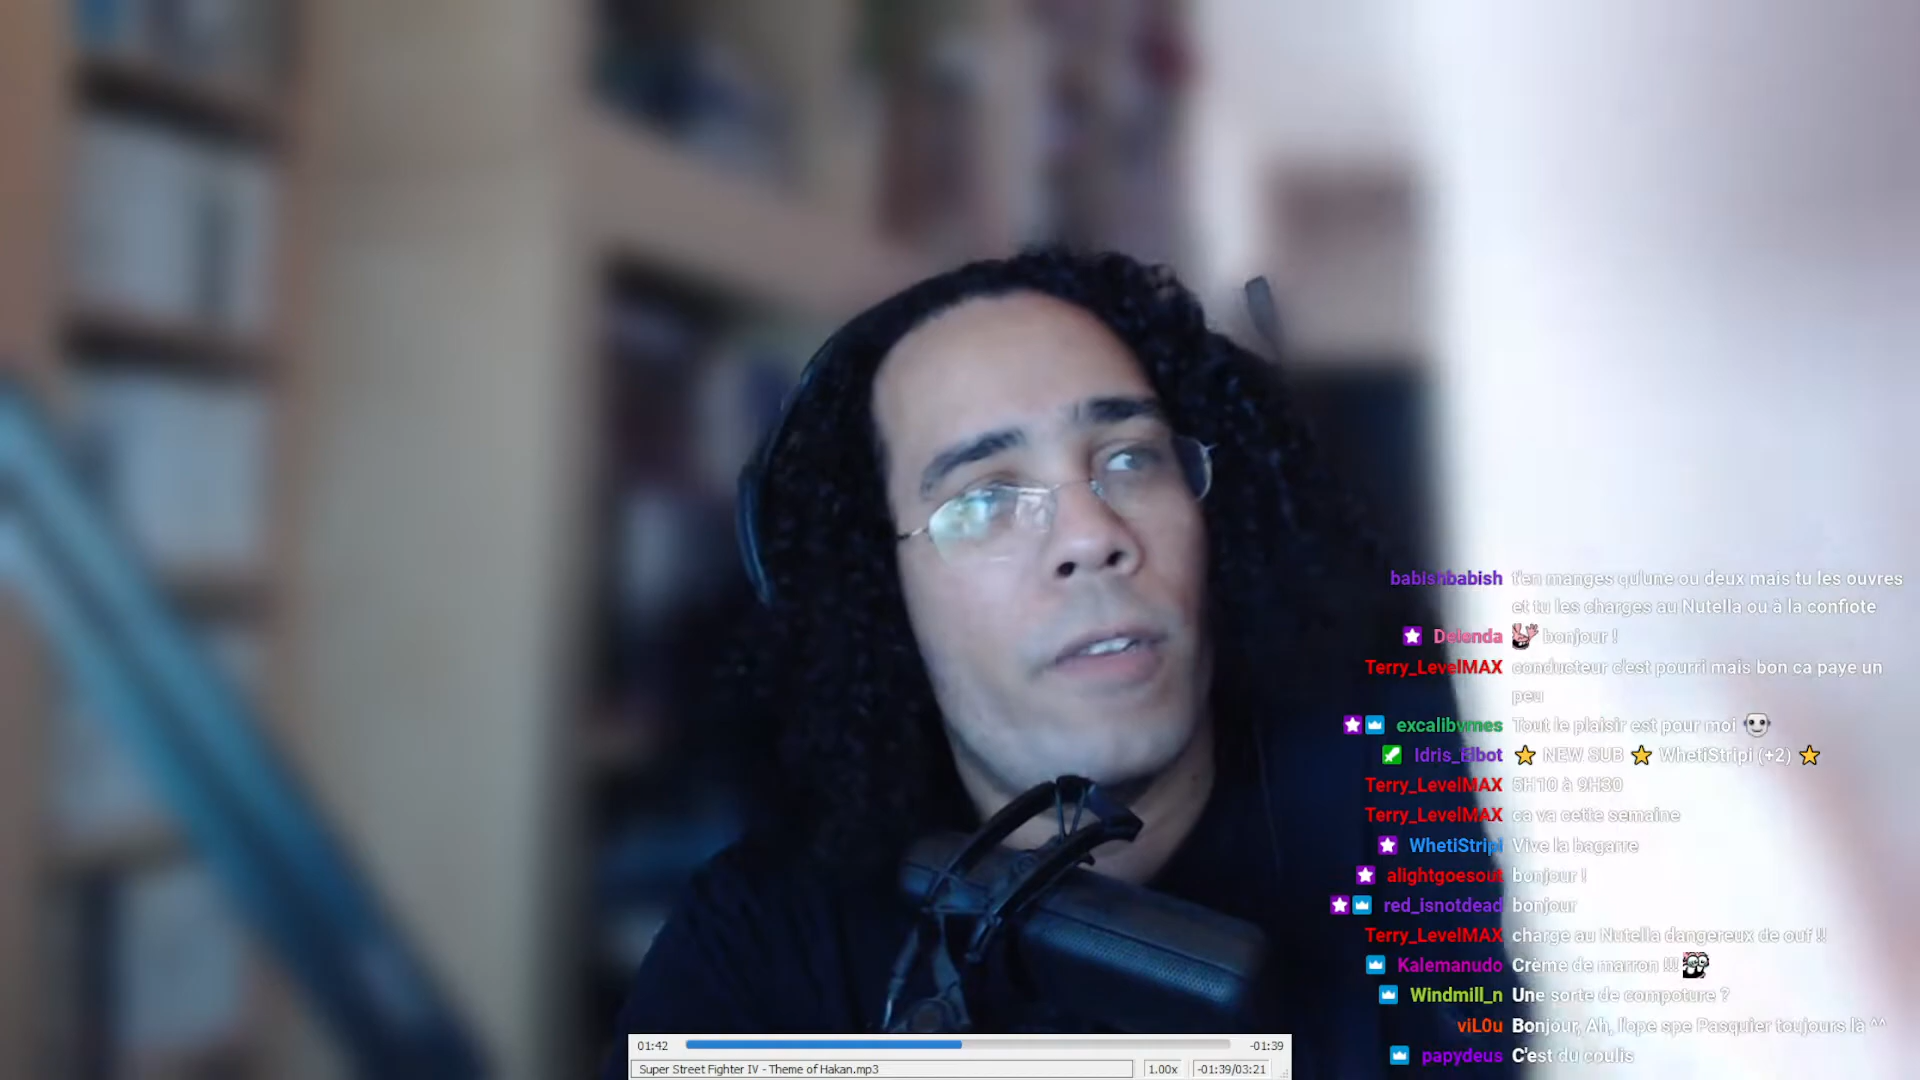 babishbabish t'en manges qu'une ou deux mais tu les ouvres
et tu les charges au Nutella ou à la confiote
Delenda bonjour !
Terry_LevelMAX conducteur c'est pourri mais bon ca paye un
peu
excalibvrnes Tout le plaisir est pour moi
Idris_Elbot NEW SUB WhetiStripi (+2)
Terry_LevelMAX 5H10 à 9H30
Terry_LevelMAX ca va cette semaine
WhetiStripi Vive la bagarre
alightgoesout bonjour !
red_isnotdead bonjour
Terry_LevelMAX charge au Nutella dangereux de ouf !!
Kalemanudo Crème de marron !!!
Windmill_n Une sorte de compoture ?
viL0u Bonjour, Ah, l'ope spe Pasquier toujours là ^^
papydeus C'est du coulis
01:42 -01:39
Super Street Fighter IV - Theme of Hakan.mp3 1.00x -01:39/03:21